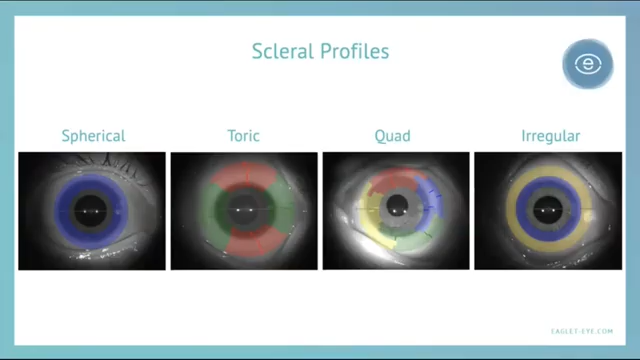 Scleral Profiles
Spherical
Toric
Quad
Irregular
EAGLET-EYE.COM